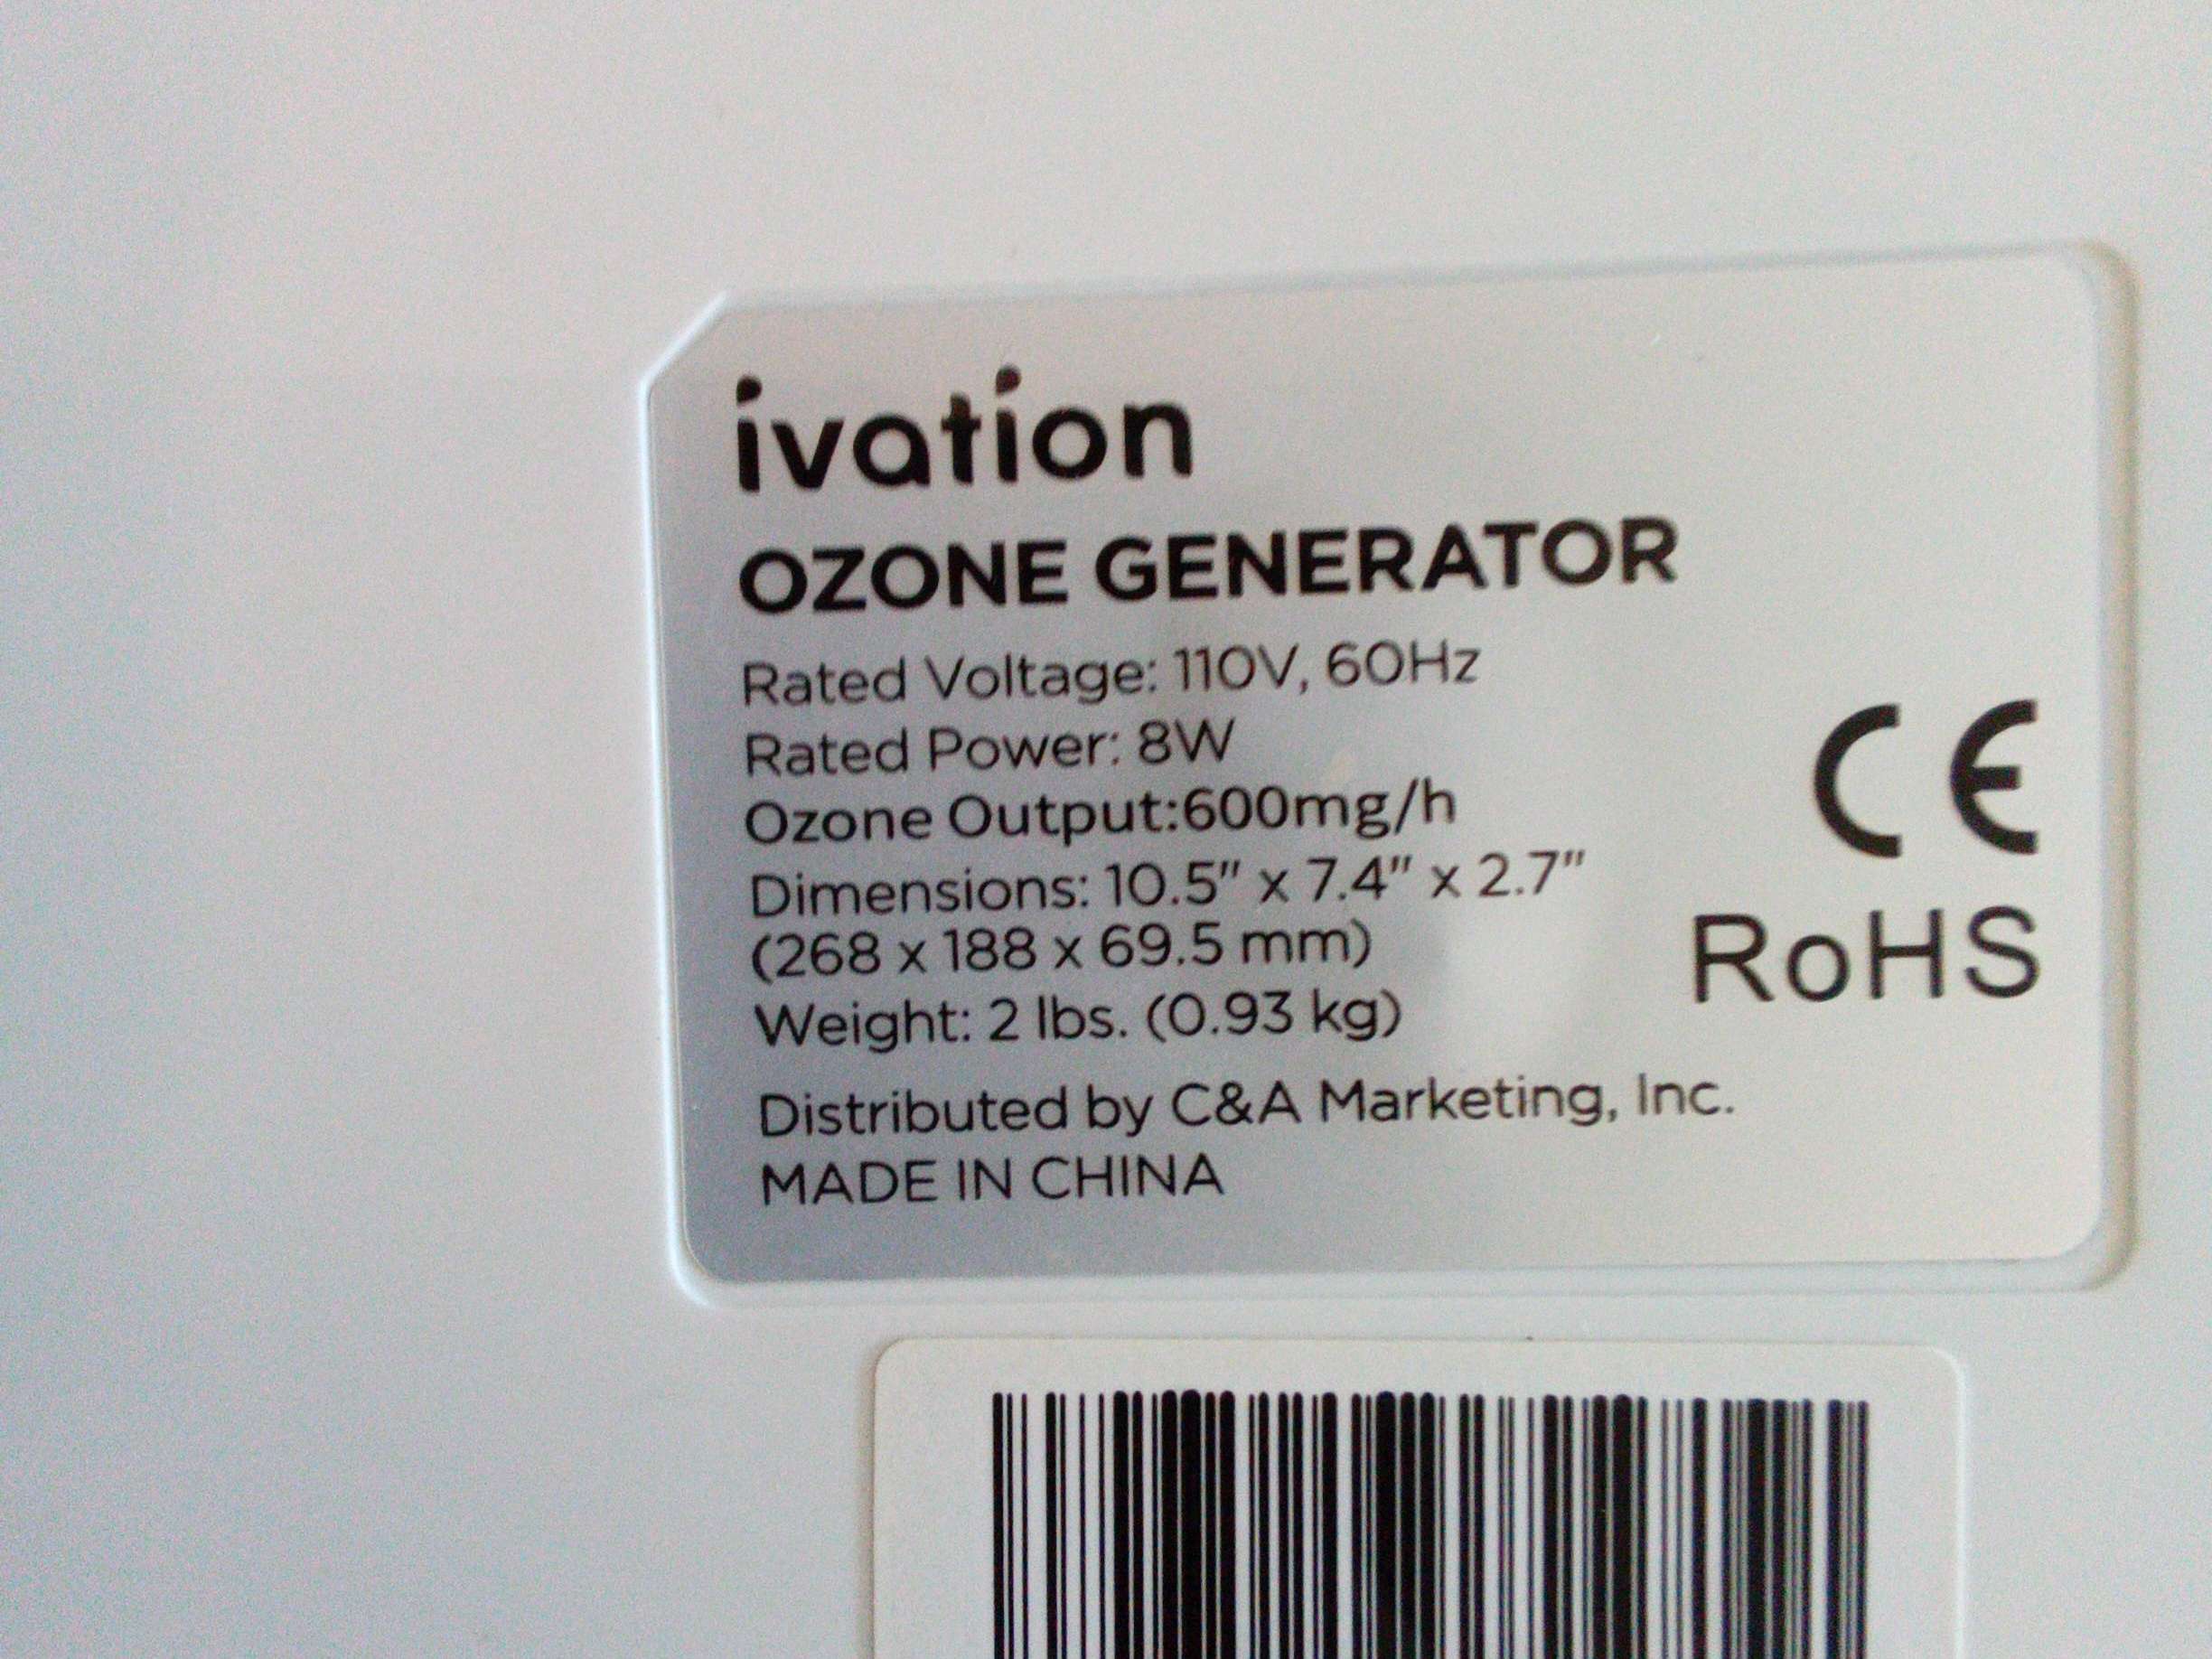 ivation
OZONE GENERATOR
Rated Voltage: 110V, 60Hz
Rated Power: 8W
Ozone Output:600mg/h
Dimensions: 10.5" x 7.4" x 2.7"
(268 x 188 x 69.5 mm)
Weight: 2 lbs. (0.93 kg)
Distributed by C&A Marketing, Inc.
MADE IN CHINA
CE
RoHS